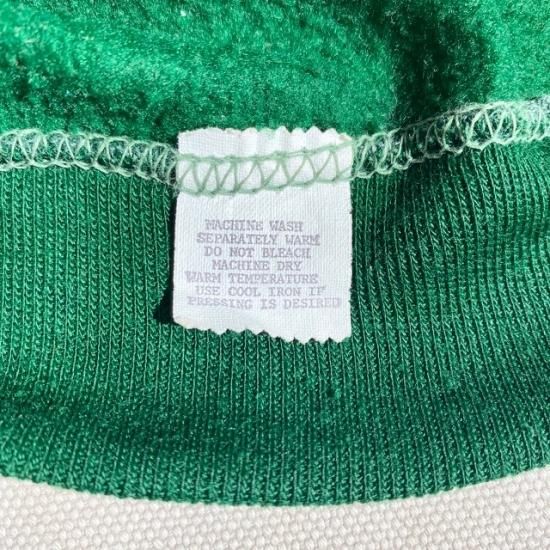 MACHINE WASH
SEPARATELY WARM
DO NOT BLEACH
MACHINE DRY
WARM TEMPERATURE
USE COOL IRON IF
PRESSING IS DESIRED